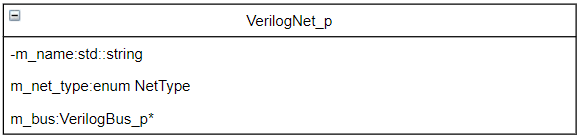 VerilogNet_p
-m_name:std::string
m_net_type:enum NetType
m_bus:VerilogBus_p*